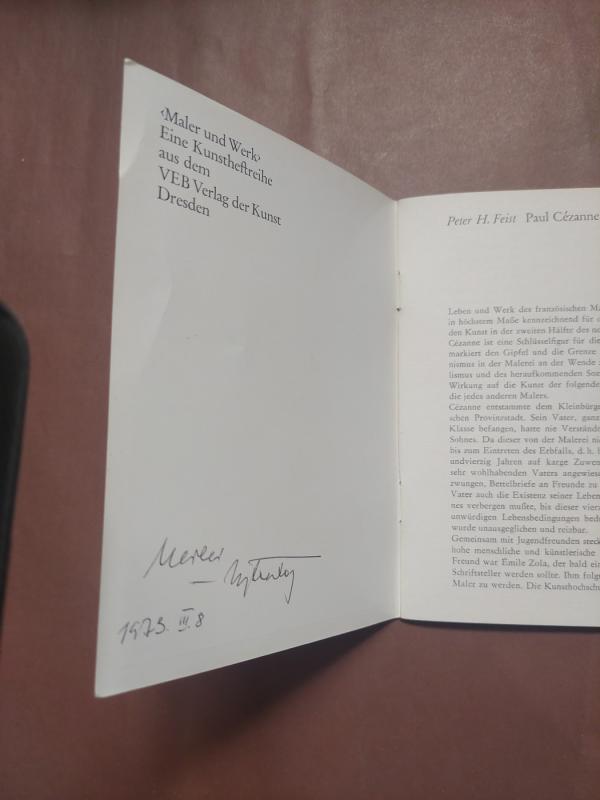 ‹Maler und Werk›
Eine Kunstheftreihe
aus dem
VEB Verlag der Kunst
Dresden
1973. III. 8
Peter H. Feist Paul Cézanne
Leben und Werk des französischen Ma
in höchstem Maße kennzeichnend für d
den Kunst in der zweiten Hälfte des ne
Cézanne ist eine Schlüsselfigur für die
markiert den Gipfel und die Grenze
nismus in der Malerei an der Wende
lismus und des heraufkommenden Soz
Wirkung auf die Kunst der folgende
die jedes anderen Malers.
Cézanne entstammte dem Kleinbürge
schen Provinzstadt. Sein Vater, ganz
Klasse befangen, hatte nie Verständ
Sohnes. Da dieser von der Malerei nic
bis zum Eintreten des Erbfalls, d. h. b
undvierzig Jahren auf karge Zuwen
sehr wohlhabenden Vaters angewiese
zwungen, Bettelbriefe an Freunde zu
Vater auch die Existenz seiner Leben
nes verbergen mußte, bis dieser vierz
unwürdigen Lebensbedingungen bed
wurde unausgeglichen und reizbar.
Gemeinsam mit Jugendfreunden steck
hohe menschliche und künstlerische
Freund war Émile Zola, der bald ein
Schriftsteller werden sollte. Ihm folg
Maler zu werden. Die Kunsthochschu